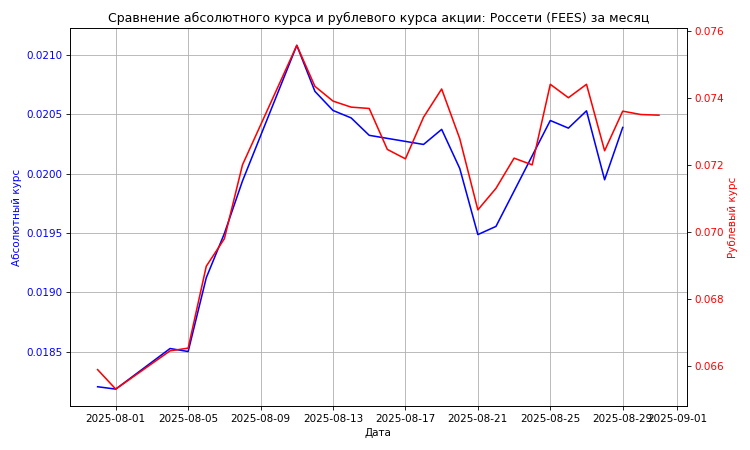 Сравнение абсолютного курса и рублевого курса акции: Россети (FEES) за месяц
0.0210
0.0205
0.0200
0.0195
0.0190
0.0185
Абсолютный курс
0.076
0.074
0.072
0.070
0.068
0.066
Рублевый курс
2025-08-01 2025-08-05 2025-08-09 2025-08-13 2025-08-17 2025-08-21 2025-08-25 2025-08-29 2025-09-01
Дата